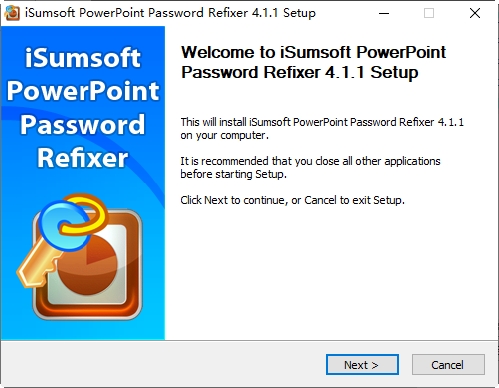 iSumsoft PowerPoint Password Refixer 4.1.1 Setup
iSumsoft
PowerPoint
Password
Refixer
Welcome to iSumsoft PowerPoint
Password Refixer 4.1.1 Setup
This will install iSumsoft PowerPoint Password Refixer 4.1.1
on your computer.
It is recommended that you close all other applications
before starting Setup.
Click Next to continue, or Cancel to exit Setup.
Next >
Cancel